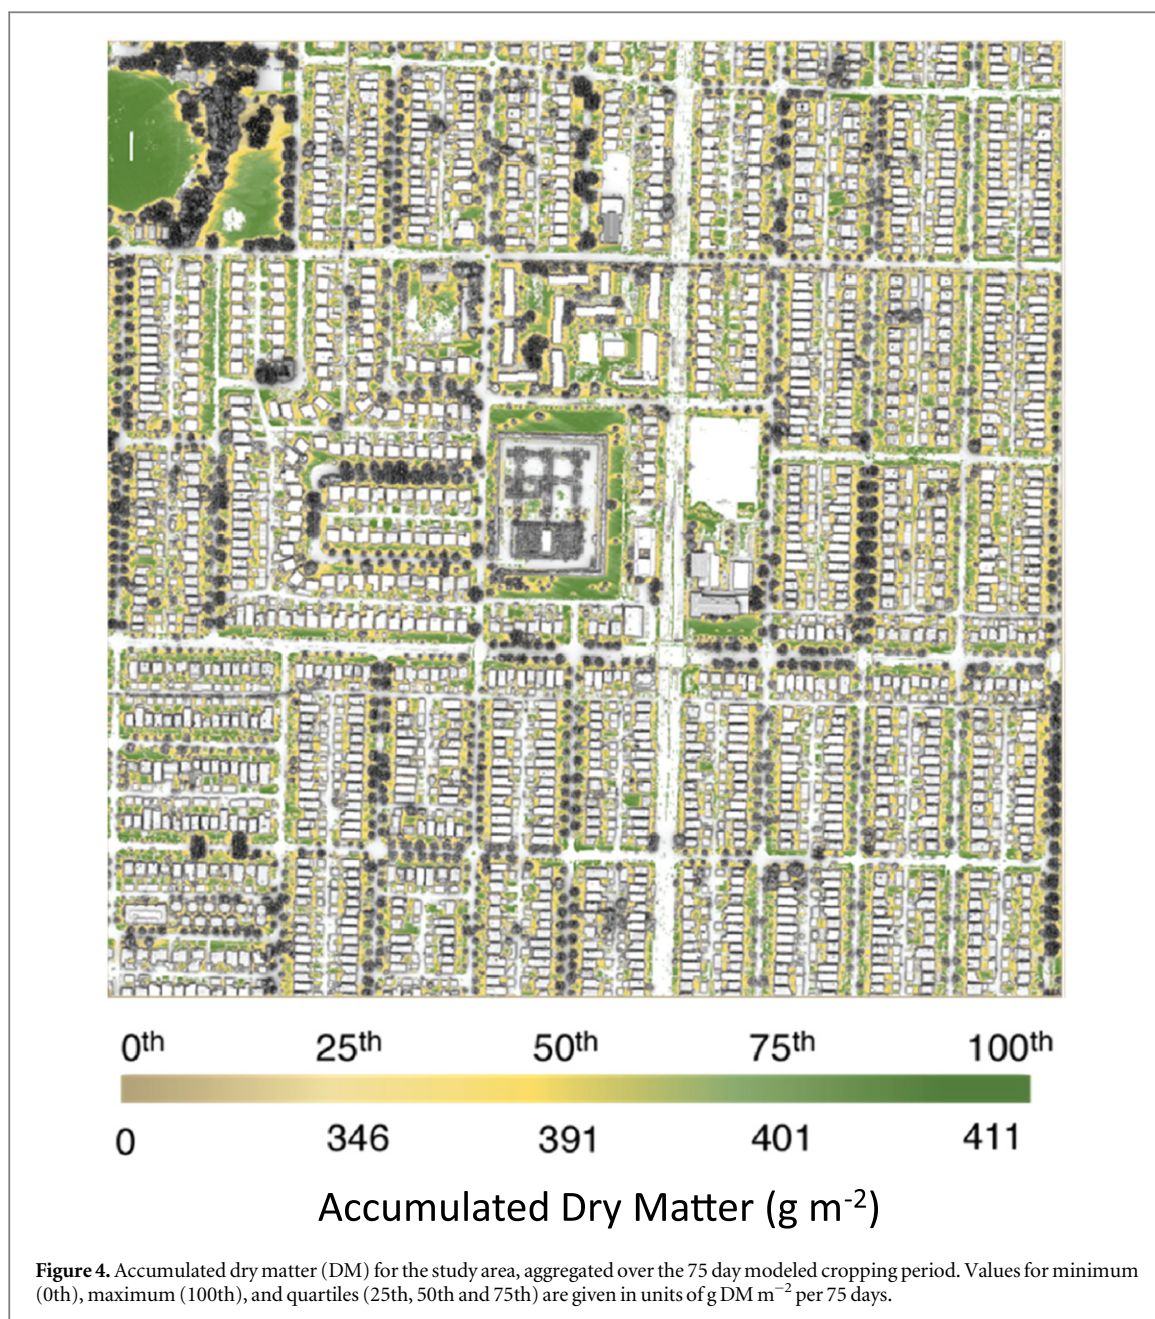 0th 25th 50th 75th 100th
0 346 391 401 411
Accumulated Dry Matter (g m-2)
Figure 4. Accumulated dry matter (DM) for the study area, aggregated over the 75 day modeled cropping period. Values for minimum
(0th), maximum (100th), and quartiles (25th, 50th and 75th) are given in units of g DM m−2 per 75 days.